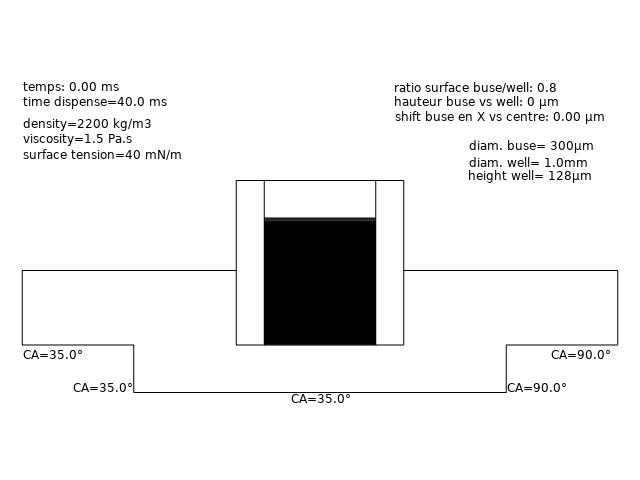 temps: 0.00 ms
time dispense=40.0 ms
density=2200 kg/m3
viscosity=1.5 Pa.s
surface tension=40 mN/m
ratio surface buse/well: 0.8
hauteur buse vs well: 0 µm
shift buse en X vs centre: 0.00 µm
diam. buse= 300µm
diam. well= 1.0mm
height well= 128µm
CA=35.0°
CA=90.0°
CA=35.0°
CA=90.0°
CA=35.0°